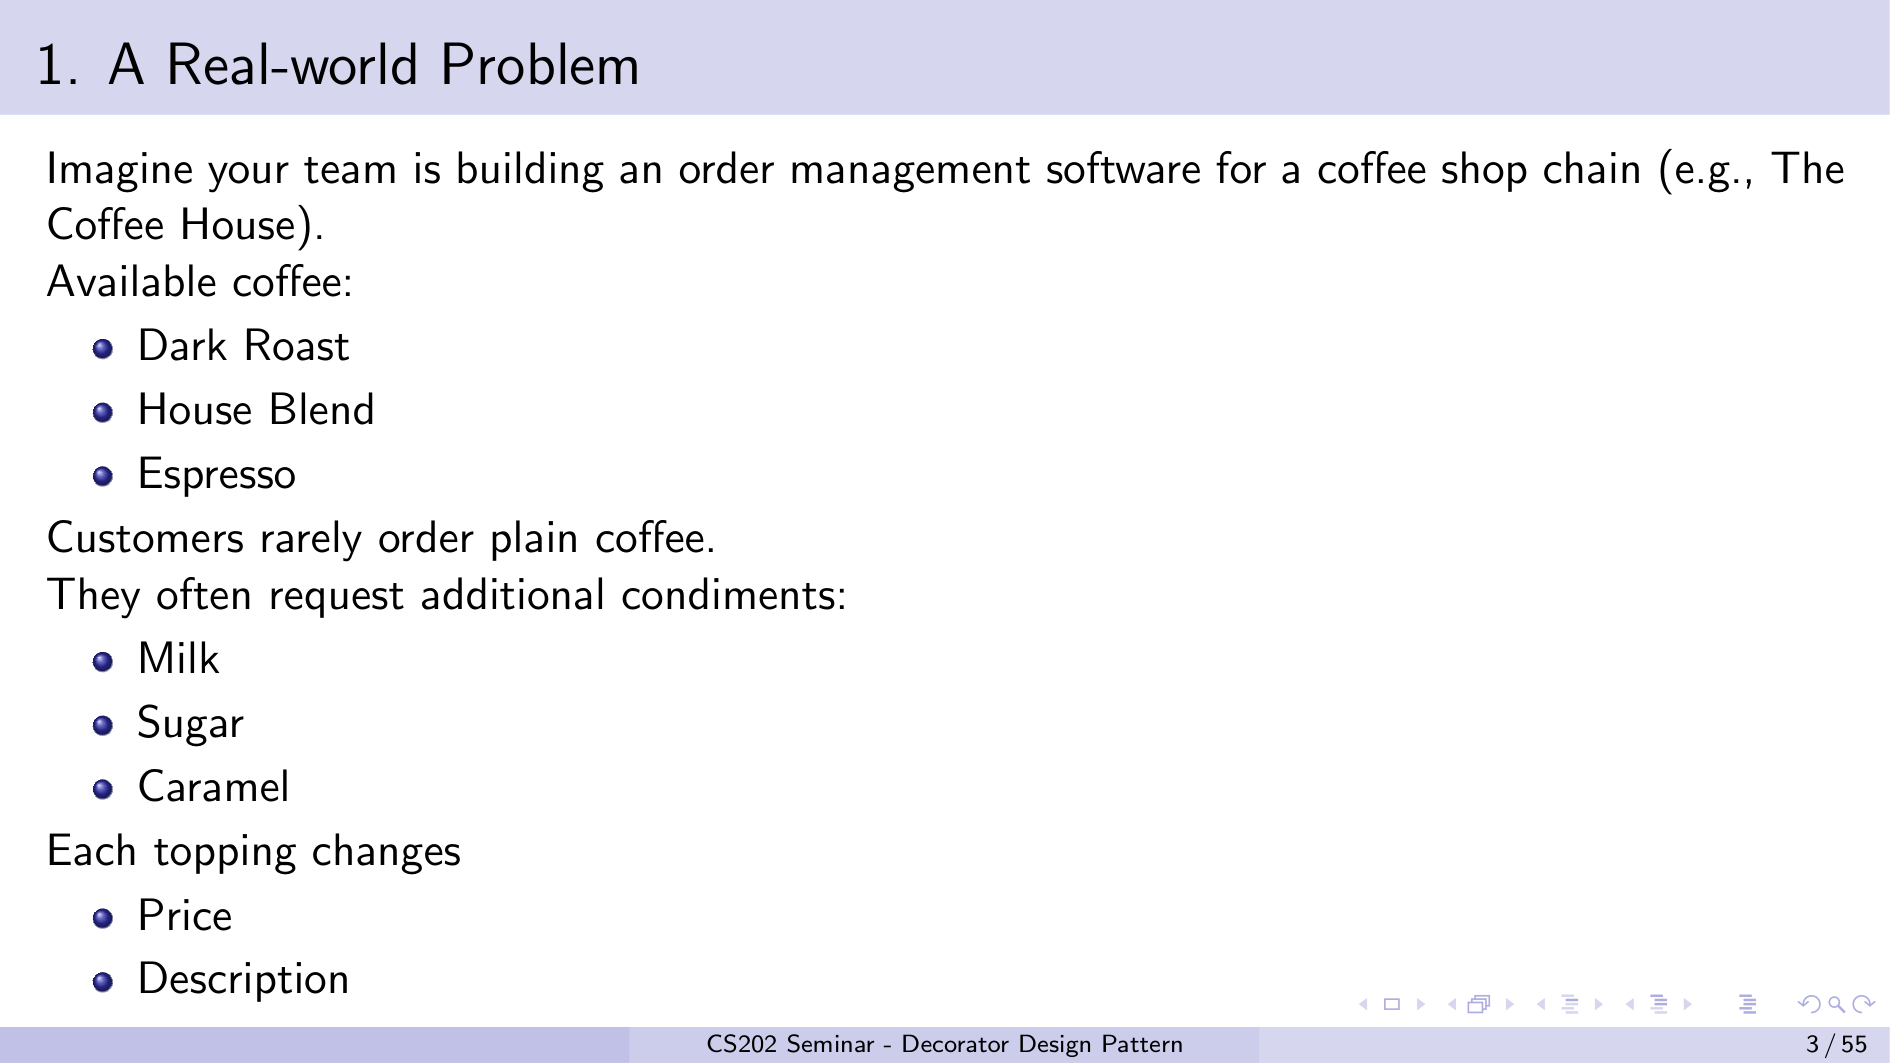 1. A Real-world Problem
Imagine your team is building an order management software for a coffee shop chain (e.g., The
Coffee House).
Available coffee:
Dark Roast
House Blend
Espresso
Customers rarely order plain coffee.
They often request additional condiments:
Milk
Sugar
Caramel
Each topping changes
Price
Description
CS202 Seminar - Decorator Design Pattern
3 / 55